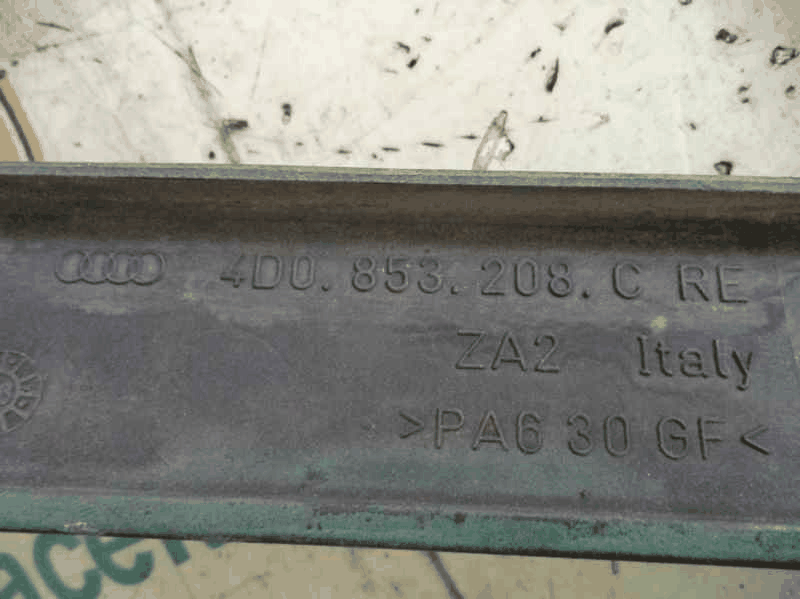 4D0. 853. 208. C RE
ZA2 Italy
>PA6 30 GF<